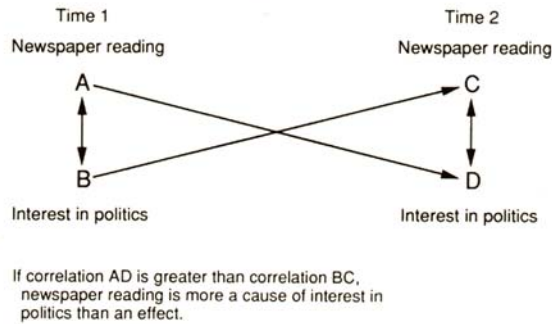 Time 1
Time 2
Newspaper reading
Newspaper reading
A
C
B
D
Interest in politics
Interest in politics
If correlation AD is greater than correlation BC,
newspaper reading is more a cause of interest in
politics than an effect.